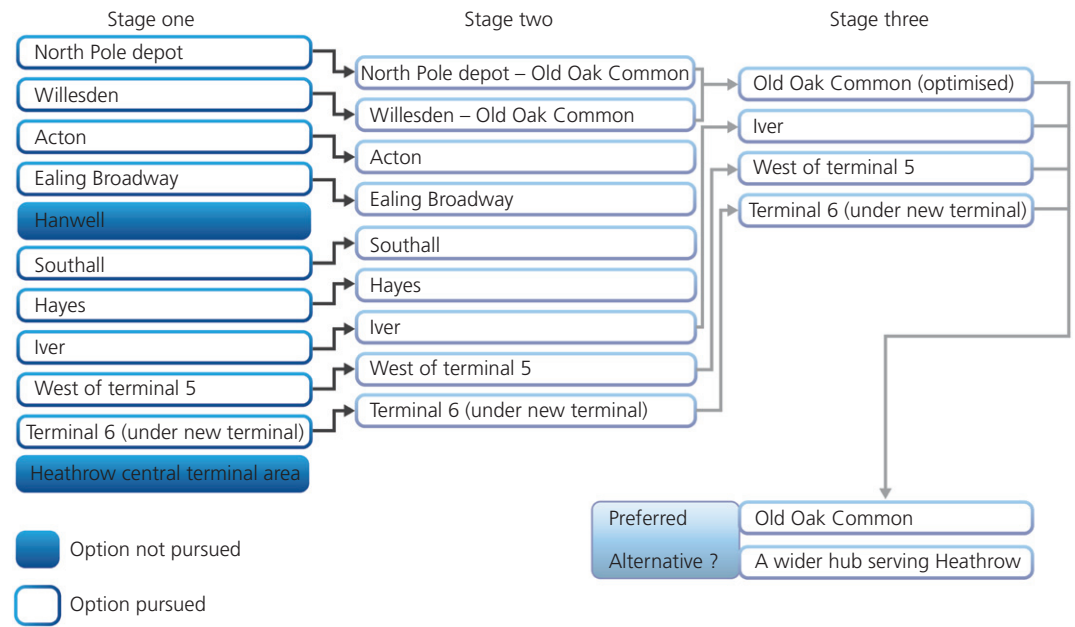 Stage one
North Pole depot
Willesden
Acton
Ealing Broadway
Hanwell
Southall
Hayes
Iver
West of terminal 5
Terminal 6 (under new terminal)
Heathrow central terminal area
Stage two
North Pole depot – Old Oak Common
Willesden – Old Oak Common
Acton
Ealing Broadway
Southall
Hayes
Iver
West of terminal 5
Terminal 6 (under new terminal)
Stage three
Old Oak Common (optimised)
Iver
West of terminal 5
Terminal 6 (under new terminal)
Preferred
Old Oak Common
Alternative ?
A wider hub serving Heathrow
Option not pursued
Option pursued